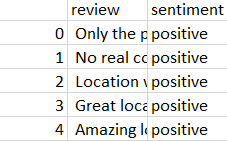 review sentiment
0 Only the p positive
1 No real co positive
2 Location v positive
3 Great loca positive
4 Amazing lo positive